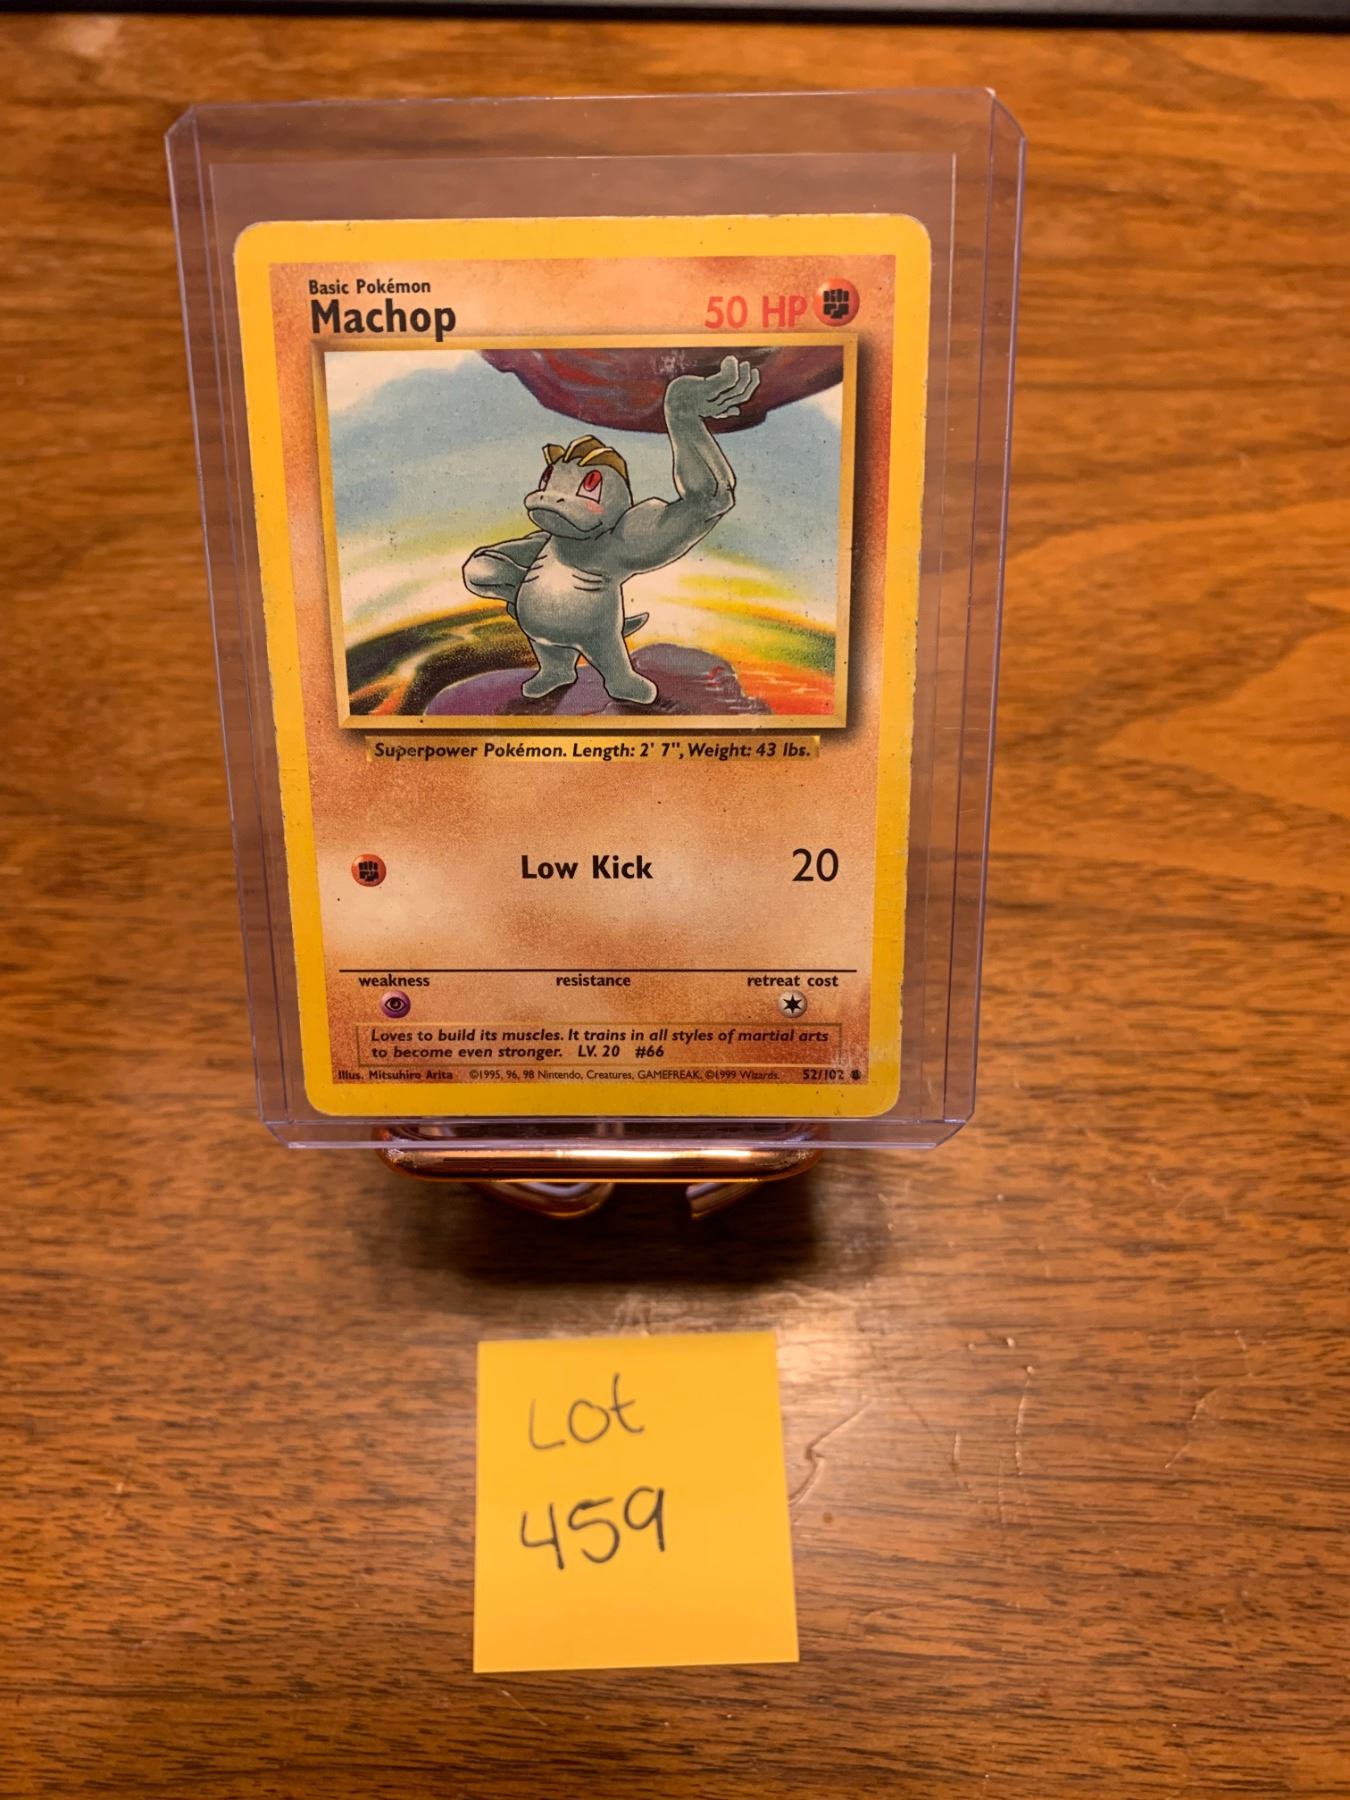 Basic Pokémon
Machop
50 HP
Superpower Pokémon. Length: 2' 7", Weight: 43 lbs.
Low Kick 20
weakness resistance retreat cost
Loves to build its muscles. It trains in all styles of martial arts
to become even stronger. LV. 20 #66
Illus. Mitsuhiro Arita ©1995, 96, 98 Nintendo, Creatures, GAMEFREAK. ©1999 Wizards. 52/102
Lot
459